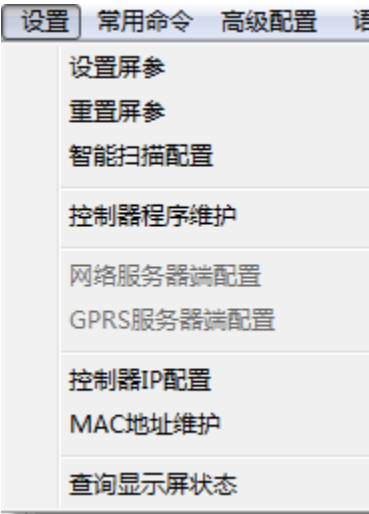 设置 常用命令 高级配置
设置屏参
重置屏参
智能扫描配置
控制器程序维护
网络服务器端配置
GPRS服务器端配置
控制器IP配置
MAC地址维护
查询显示屏状态